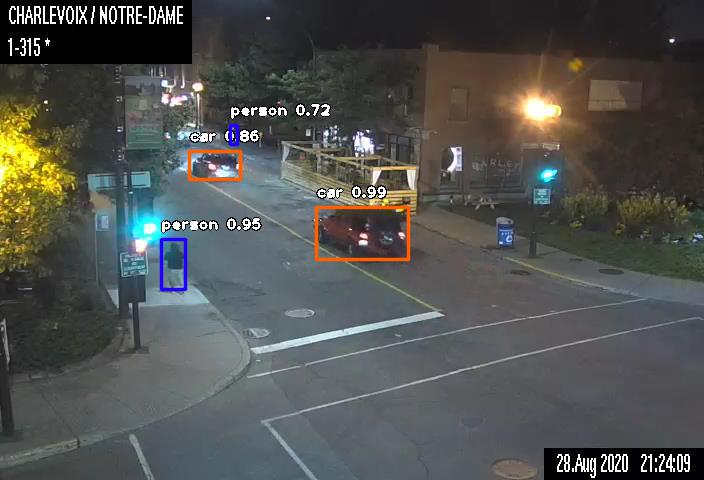 CHARLEVOIX / NOTRE-DAME
1-315 *
person 0.72
car 0.86
car 0.99
person 0.95
BARLEY
28.Aug 2020 21:24:09